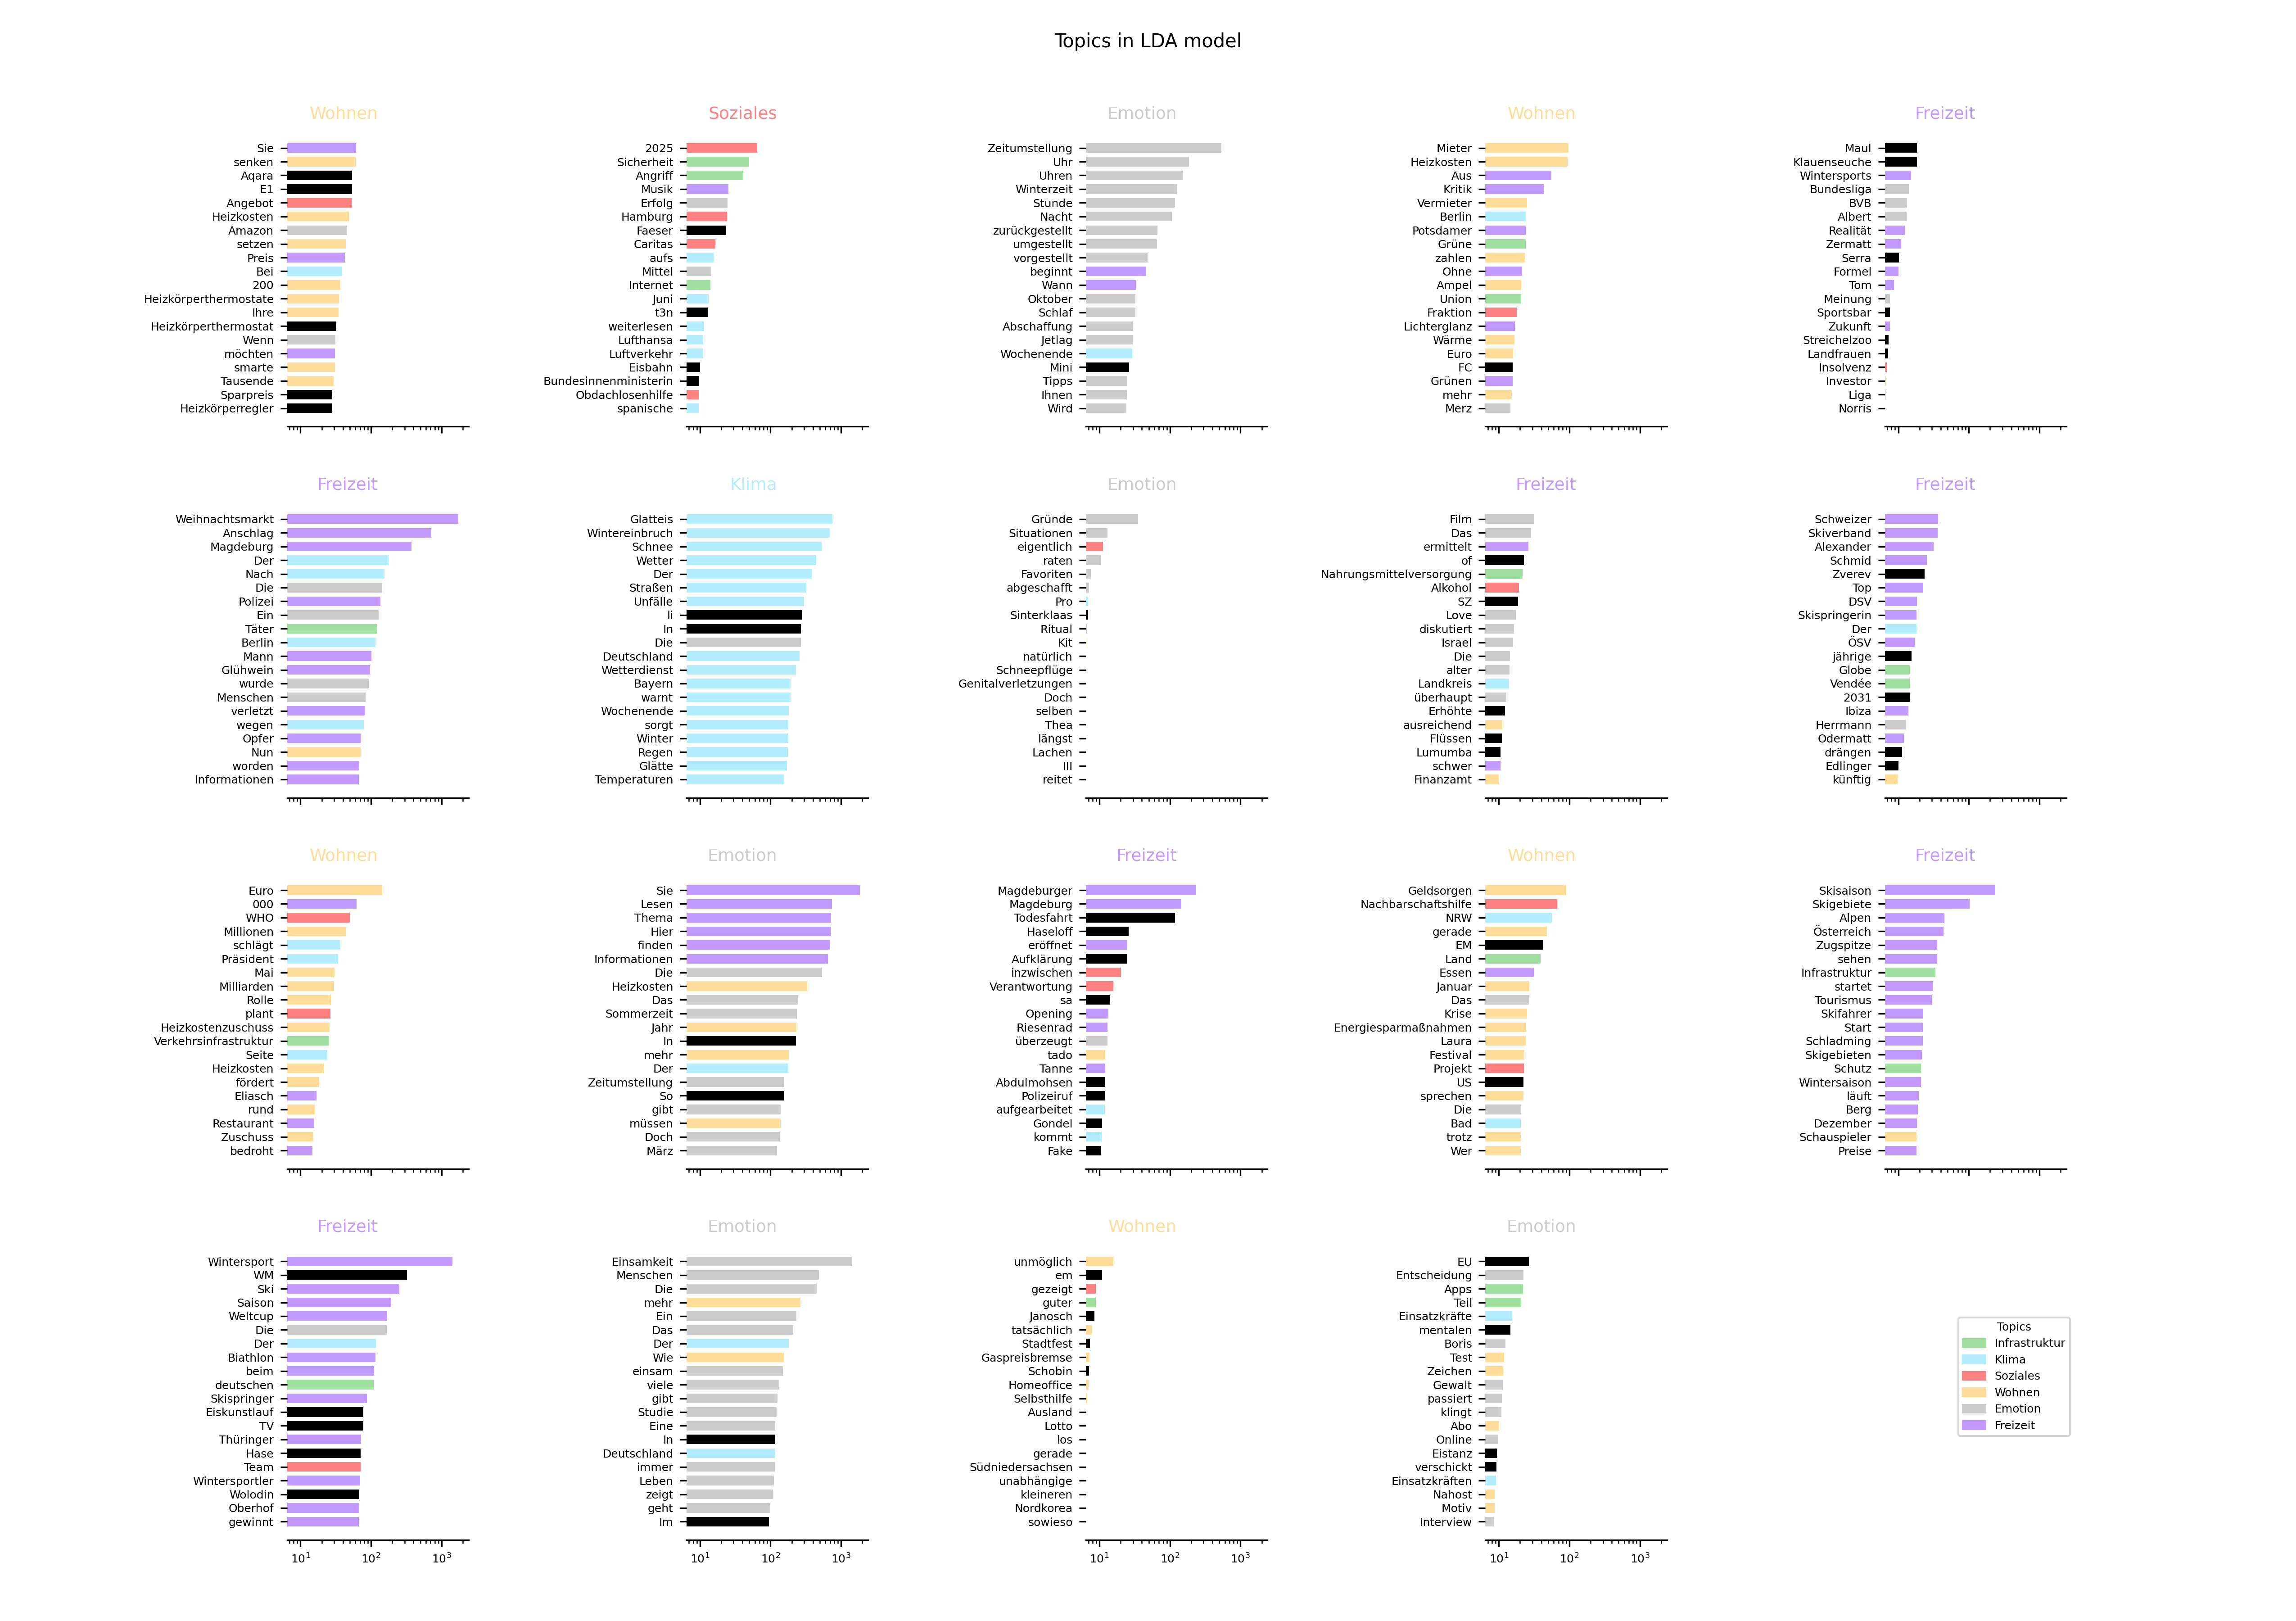 Topics in LDA model
Wohnen
Sie
senken
Aqara
E1
Angebot
Heizkosten
Amazon
setzen
Preis
Bei
200
Heizkörperthermostate
Ihre
Heizkörperthermostat
Wenn
möchten
smarte
Tausende
Sparpreis
Heizkörperregler
Soziales
2025
Sicherheit
Angriff
Musik
Erfolg
Hamburg
Faeser
Caritas
aufs
Mittel
Internet
Juni
t3n
weiterlesen
Lufthansa
Luftverkehr
Eisbahn
Bundesinnenministerin
Obdachlosenhilfe
spanische
Emotion
Zeitumstellung
Uhr
Uhren
Winterzeit
Stunde
Nacht
zurückgestellt
umgestellt
vorgestellt
beginnt
Wann
Oktober
Schlaf
Abschaffung
Jetlag
Wochenende
Mini
Tipps
Ihnen
Wird
Wohnen
Mieter
Heizkosten
Aus
Kritik
Vermieter
Berlin
Potsdamer
Grüne
zahlen
Ohne
Ampel
Union
Fraktion
Lichterglanz
Wärme
Euro
FC
Grünen
mehr
Merz
Freizeit
Maul
Klauenseuche
Wintersports
Bundesliga
BVB
Albert
Realität
Zermatt
Serra
Formel
Tom
Meinung
Sportsbar
Zukunft
Streichelzoo
Landfrauen
Insolvenz
Investor
Liga
Norris
Freizeit
Weihnachtsmarkt
Anschlag
Magdeburg
Der
Nach
Die
Polizei
Ein
Täter
Berlin
Mann
Glühwein
wurde
Menschen
verletzt
wegen
Opfer
Nun
worden
Informationen
Klima
Glatteis
Wintereinbruch
Schnee
Wetter
Der
Straßen
Unfälle
li
In
Die
Deutschland
Wetterdienst
Bayern
warnt
Wochenende
sorgt
Winter
Regen
Glätte
Temperaturen
Emotion
Gründe
Situationen
eigentlich
raten
Favoriten
abgeschafft
Pro
Sinterklaas
Ritual
Kit
natürlich
Schneepflüge
Genitalverletzungen
Doch
selben
Thea
längst
Lachen
III
reitet
Freizeit
Film
Das
ermittelt
of
Nahrungsmittelversorgung
Alkohol
SZ
Love
diskutiert
Israel
Die
alter
Landkreis
überhaupt
Erhöhte
ausreichend
Flüssen
Lumumba
schwer
Finanzamt
Freizeit
Schweizer
Skiverband
Alexander
Schmid
Zverev
Top
DSV
Skispringerin
Der
ÖSV
jährige
Globe
Vendée
2031
Ibiza
Herrmann
Odermatt
drängen
Edlinger
künftig
Wohnen
Euro
000
WHO
Millionen
schlägt
Präsident
Mai
Milliarden
Rolle
plant
Heizkostenzuschuss
Verkehrsinfrastruktur
Seite
Heizkosten
fördert
Eliasch
rund
Restaurant
Zuschuss
bedroht
Emotion
Sie
Lesen
Thema
Hier
finden
Informationen
Die
Heizkosten
Das
Sommerzeit
Jahr
In
mehr
Der
Zeitumstellung
So
gibt
müssen
Doch
März
Freizeit
Magdeburger
Magdeburg
Todesfahrt
Haseloff
eröffnet
Aufklärung
inzwischen
Verantwortung
sa
Opening
Riesenrad
überzeugt
tado
Tanne
Abdulmohsen
Polizeiruf
aufgearbeitet
Gondel
kommt
Fake
Wohnen
Geldsorgen
Nachbarschaftshilfe
NRW
gerade
EM
Land
Essen
Januar
Das
Krise
Energiesparmaßnahmen
Laura
Festival
Projekt
US
sprechen
Die
Bad
trotz
Wer
Freizeit
Skisaison
Skigebiete
Alpen
Österreich
Zugspitze
sehen
Infrastruktur
startet
Tourismus
Skifahrer
Start
Schladming
Skigebieten
Schutz
Wintersaison
läuft
Berg
Dezember
Schauspieler
Preise
Freizeit
Wintersport
WM
Ski
Saison
Weltcup
Die
Der
Biathlon
beim
deutschen
Skispringer
Eiskunstlauf
TV
Thüringer
Hase
Team
Wintersportler
Wolodin
Oberhof
gewinnt
10¹ 10² 10³
Emotion
Einsamkeit
Menschen
Die
mehr
Ein
Das
Der
Wie
einsam
viele
gibt
Studie
Eine
In
Deutschland
immer
Leben
zeigt
geht
Im
10¹ 10² 10³
Wohnen
unmöglich
em
gezeigt
guter
Janosch
tatsächlich
Stadtfest
Gaspreisbremse
Schobin
Homeoffice
Selbsthilfe
Ausland
Lotto
los
gerade
Südniedersachsen
unabhängige
kleineren
Nordkorea
sowieso
10¹ 10² 10³
Emotion
EU
Entscheidung
Apps
Teil
Einsatzkräfte
mentalen
Boris
Test
Zeichen
Gewalt
passiert
klingt
Abo
Online
Eistanz
verschickt
Einsatzkräften
Nahost
Motiv
Interview
10¹ 10² 10³
Topics
Infrastruktur
Klima
Soziales
Wohnen
Emotion
Freizeit